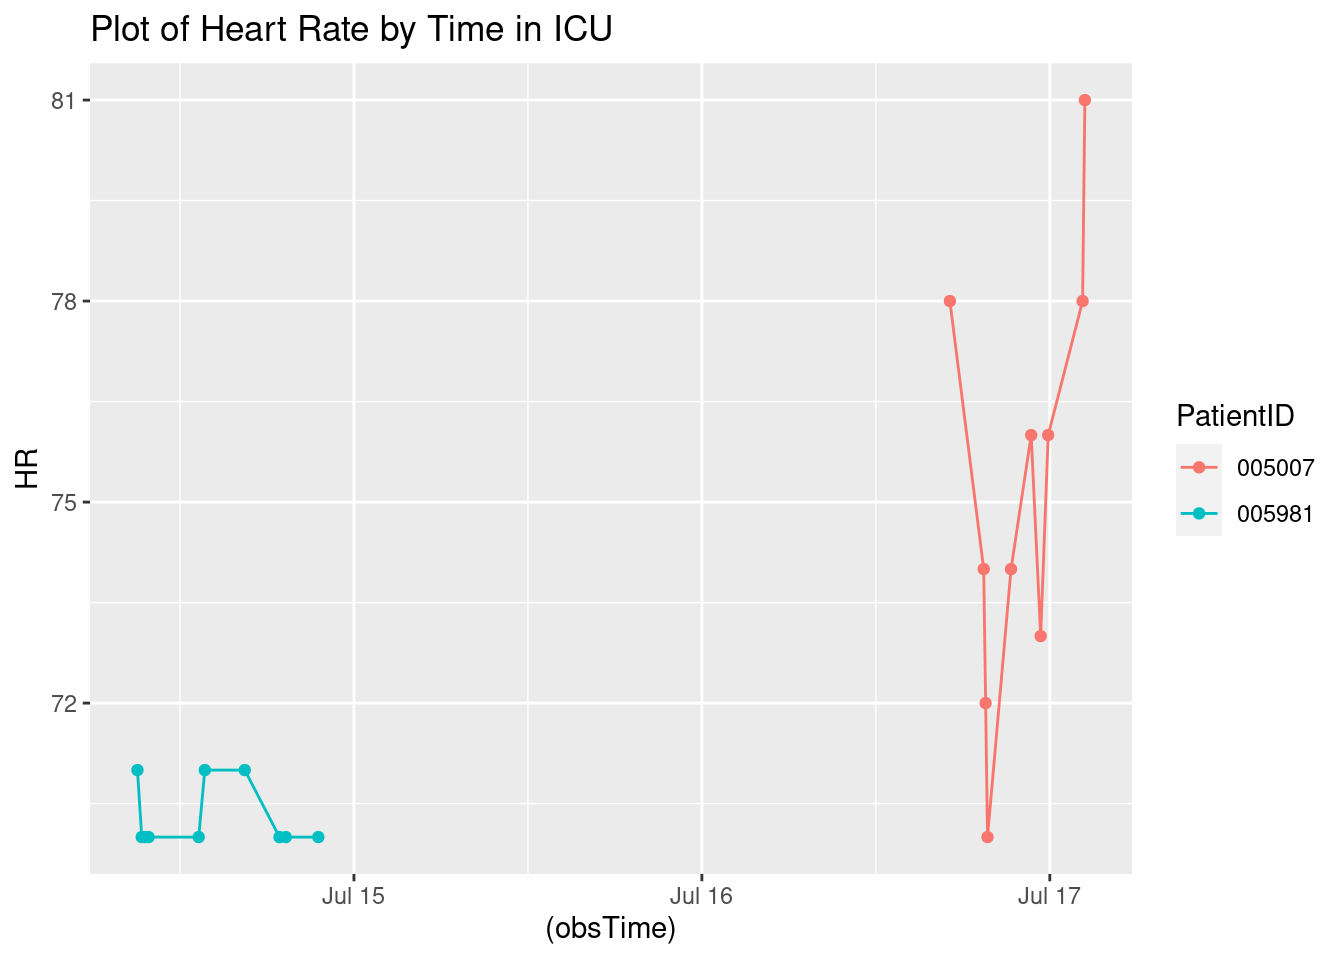 Plot of Heart Rate by Time in ICU
81
78
75
72
HR
Jul 15
Jul 16
Jul 17
(obsTime)
PatientID
005007
005981